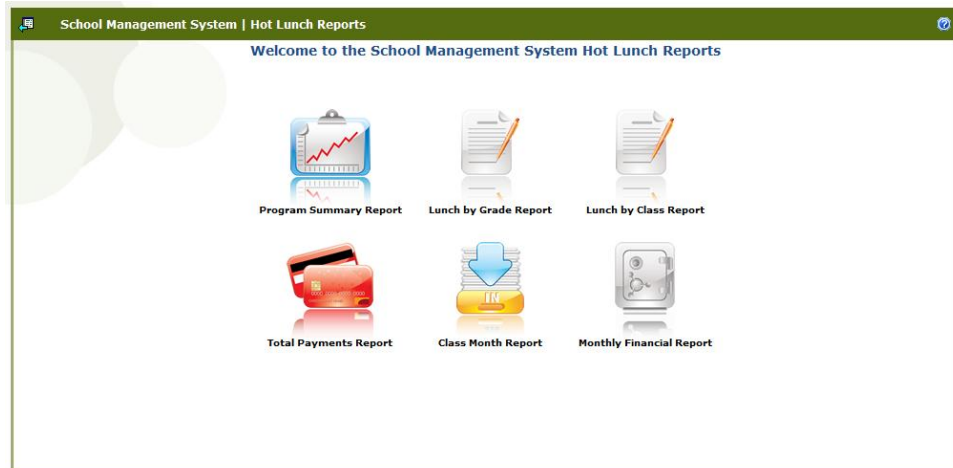 School Management System | Hot Lunch Reports
Welcome to the School Management System Hot Lunch Reports
Program Summary Report
Lunch by Grade Report
Lunch by Class Report
IN
Total Payments Report
Class Month Report
Monthly Financial Report